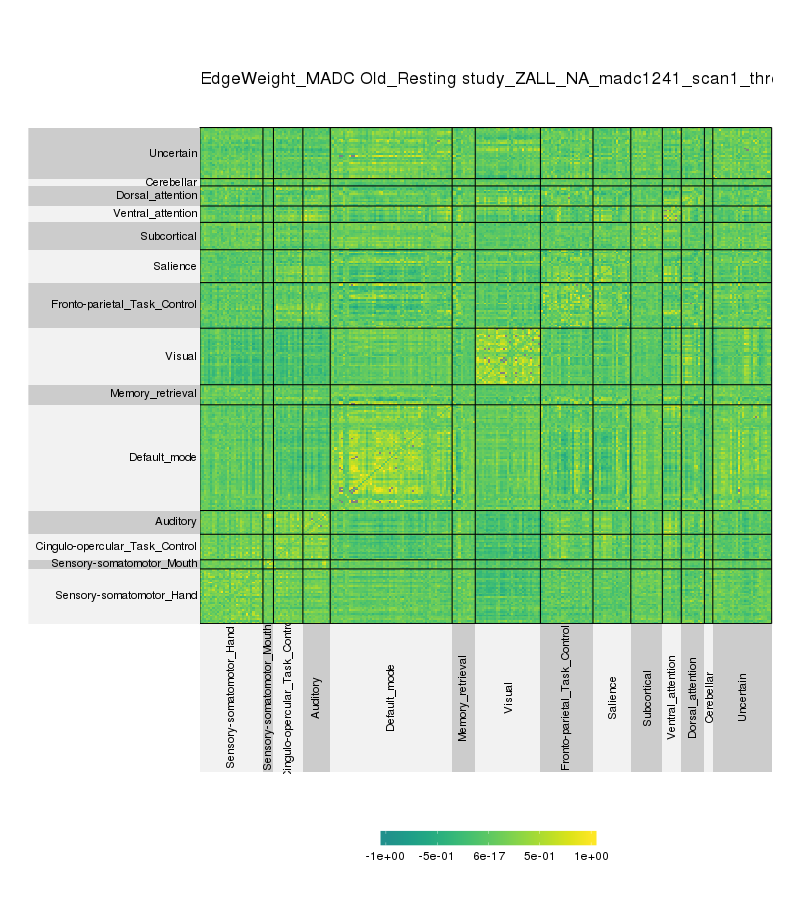 EdgeWeight_MADC Old_Resting study_ZALL_NA_madc1241_scan1_thr
Uncertain
Cerebellar
Dorsal_attention
Ventral_attention
Subcortical
Salience
Fronto-parietal_Task_Control
Visual
Memory_retrieval
Default_mode
Auditory
Cingulo-opercular_Task_Control
Sensory-somatomotor_Mouth
Sensory-somatomotor_Hand
Sensory-somatomotor_Hand
Sensory-somatomotor_Mouth
Cingulo-opercular_Task_Control
Auditory
Default_mode
Memory_retrieval
Visual
Fronto-parietal_Task_Control
Salience
Subcortical
Ventral_attention
Dorsal_attention
Cerebellar
Uncertain
-1e+00 -5e-01 6e-17 5e-01 1e+00